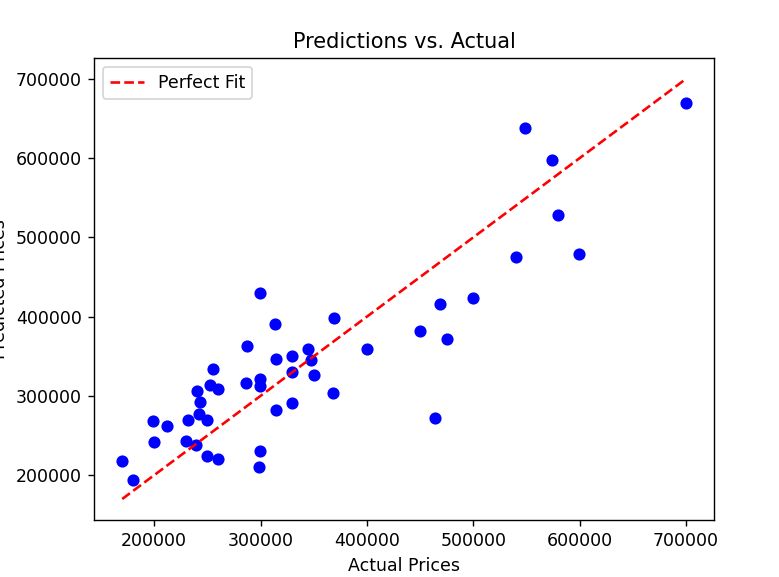 Predictions vs. Actual
Perfect Fit
700000
600000
500000
400000
300000
200000
Predicted Prices
200000 300000 400000 500000 600000 700000
Actual Prices